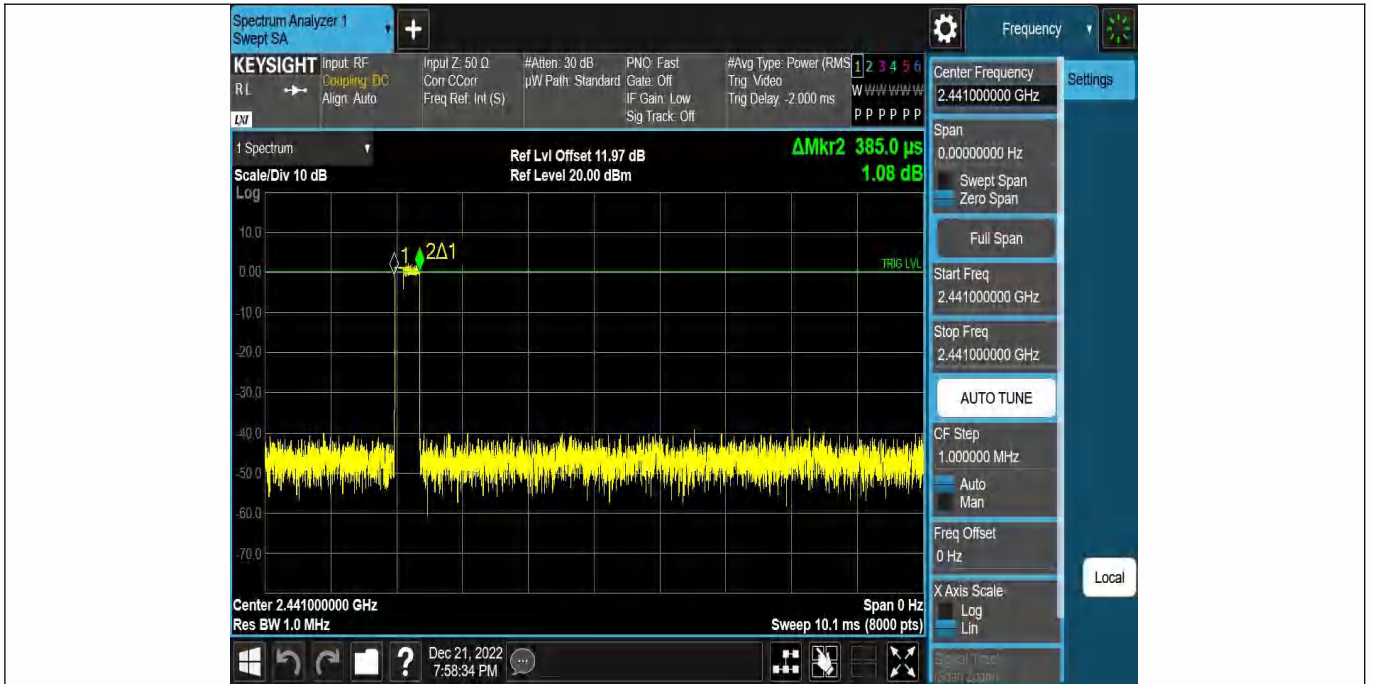 Spectrum Analyzer 1
Swept SA
Frequency
KEYSIGHT
RL
LXI
Input: RF
Coupling: DC
Align: Auto
Input Z: 50 Ω
Corr CCorr
Freq Ref: Int (S)
#Atten: 30 dB
µW Path: Standard
PNO: Fast
Gate: Off
IF Gain: Low
Sig Track: Off
#Avg Type: Power (RMS
Trig: Video
Trig Delay: -2.000 ms
1 2 3 4 5 6
W W W W W W
P P P P P P
1 Spectrum
Scale/Div 10 dB
Log
Ref Lvl Offset 11.97 dB
Ref Level 20.00 dBm
ΔMkr2 385.0 µs
1.08 dB
10.0
0.00
-10.0
-20.0
-30.0
-40.0
-50.0
-60.0
-70.0
1 2Δ1
TRIG LVL
Center 2.441000000 GHz
Res BW 1.0 MHz
Span 0 Hz
Sweep 10.1 ms (8000 pts)
Dec 21, 2022
7:58:34 PM
Center Frequency
2.441000000 GHz
Settings
Span
0.00000000 Hz
Swept Span
Zero Span
Full Span
Start Freq
2.441000000 GHz
Stop Freq
2.441000000 GHz
AUTO TUNE
CF Step
1.000000 MHz
Auto
Man
Freq Offset
0 Hz
X Axis Scale
Log
Lin
Signal Track
(Span Zoom)
Local